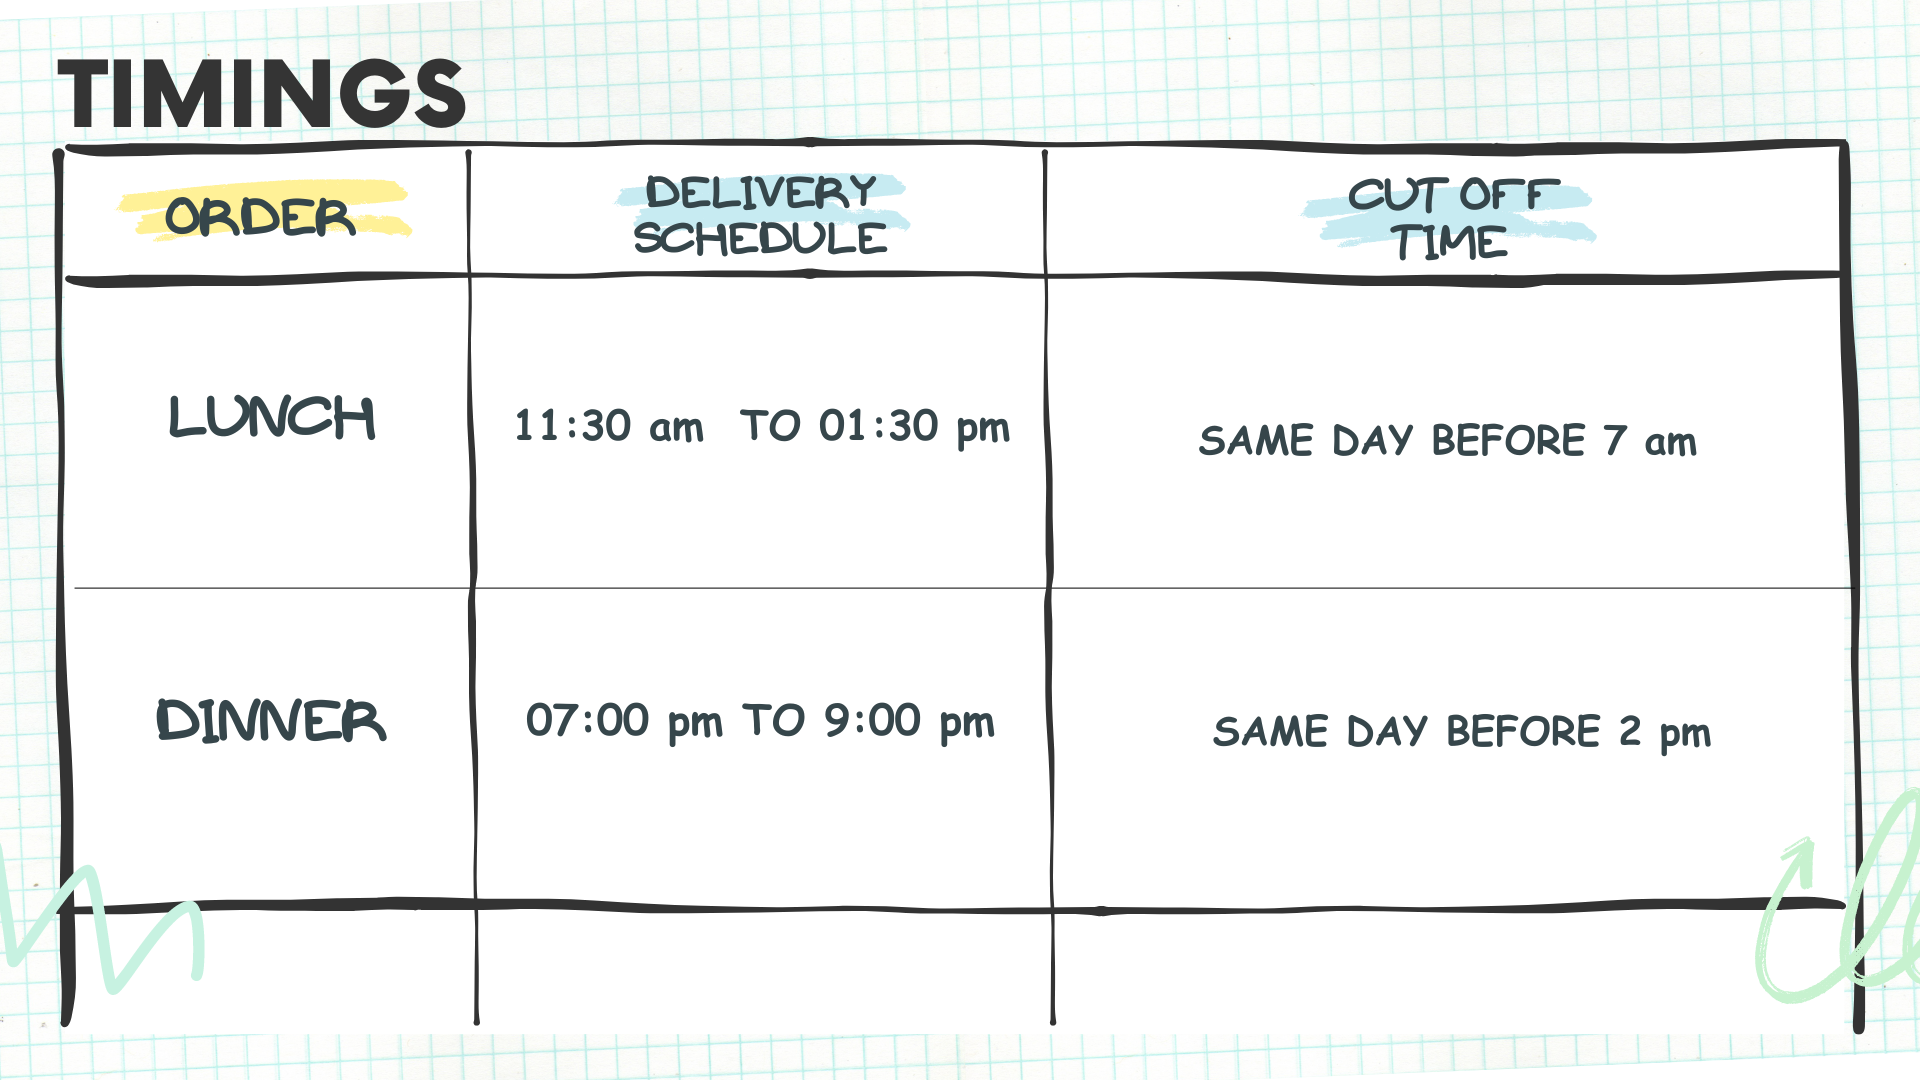 TIMINGS
ORDER
DELIVERY
SCHEDULE
CUT OFF
TIME
LUNCH
11:30 am TO 01:30 pm
SAME DAY BEFORE 7 am
DINNER
07:00 pm TO 9:00 pm
SAME DAY BEFORE 2 pm